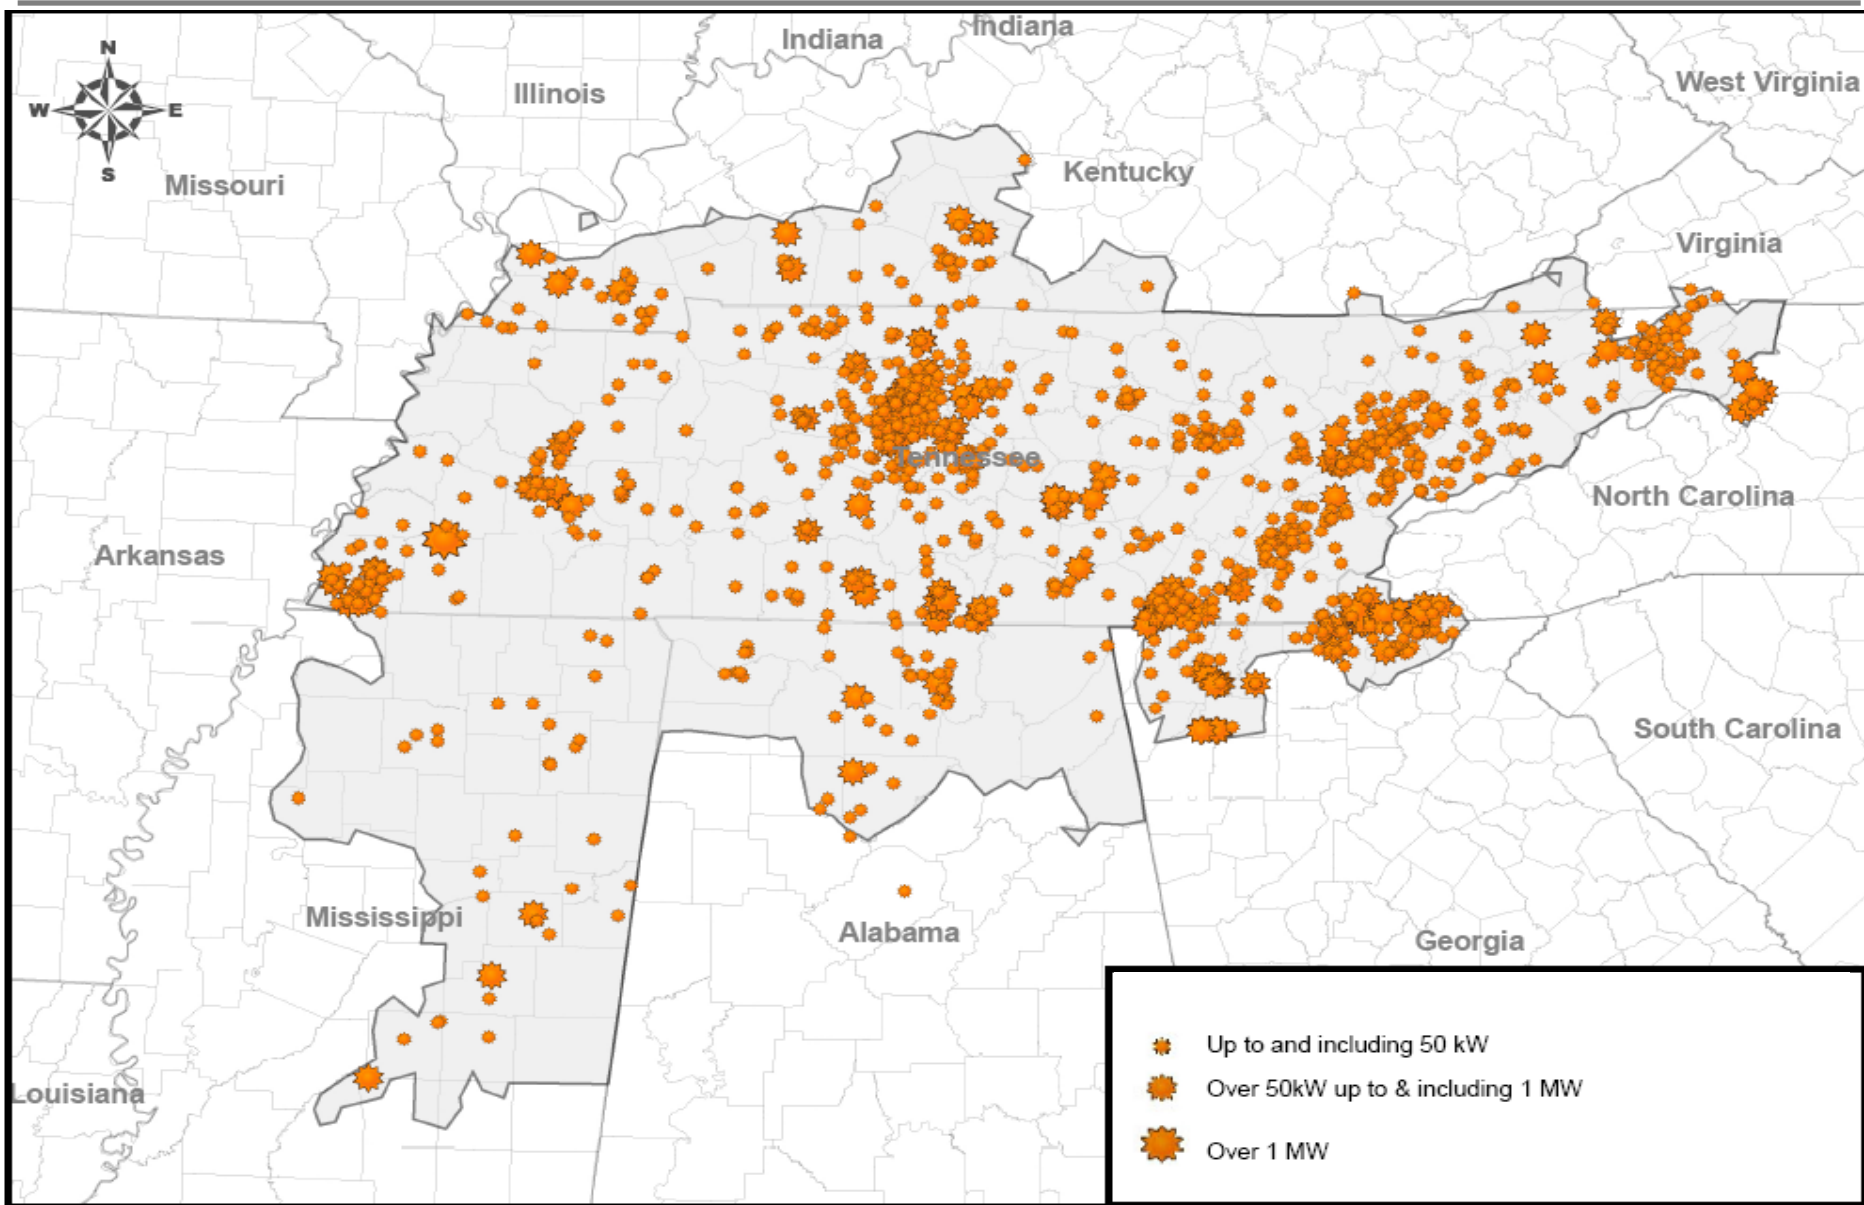 Indiana
Indiana
N
W E
S
Illinois
West Virginia
Missouri
Kentucky
Virginia
Tennessee
North Carolina
Arkansas
South Carolina
Mississippi
Alabama
Georgia
Louisiana
Up to and including 50 kW
Over 50kW up to & including 1 MW
Over 1 MW